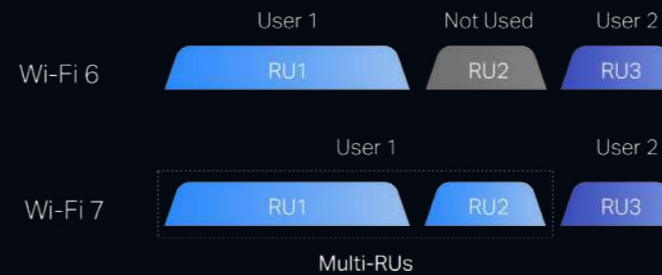 User 1 Not Used User 2
Wi-Fi 6 RU1 RU2 RU3
User 1 User 2
Wi-Fi 7 RU1 RU2 RU3
Multi-RUs